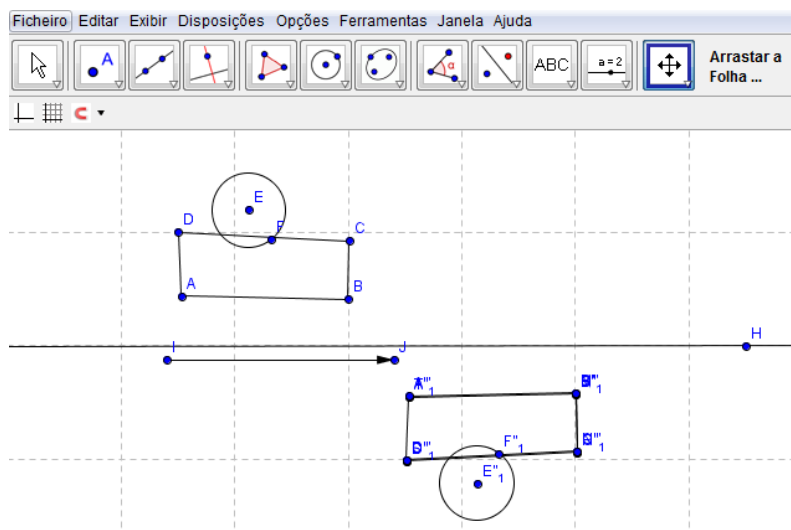 Ficheiro Editar Exibir Disposições Opções Ferramentas Janela Ajuda
A
α
ABC
a=2
Arrastar a
Folha ...
E
D
F
C
A
B
I
J
H
F"1
E"1